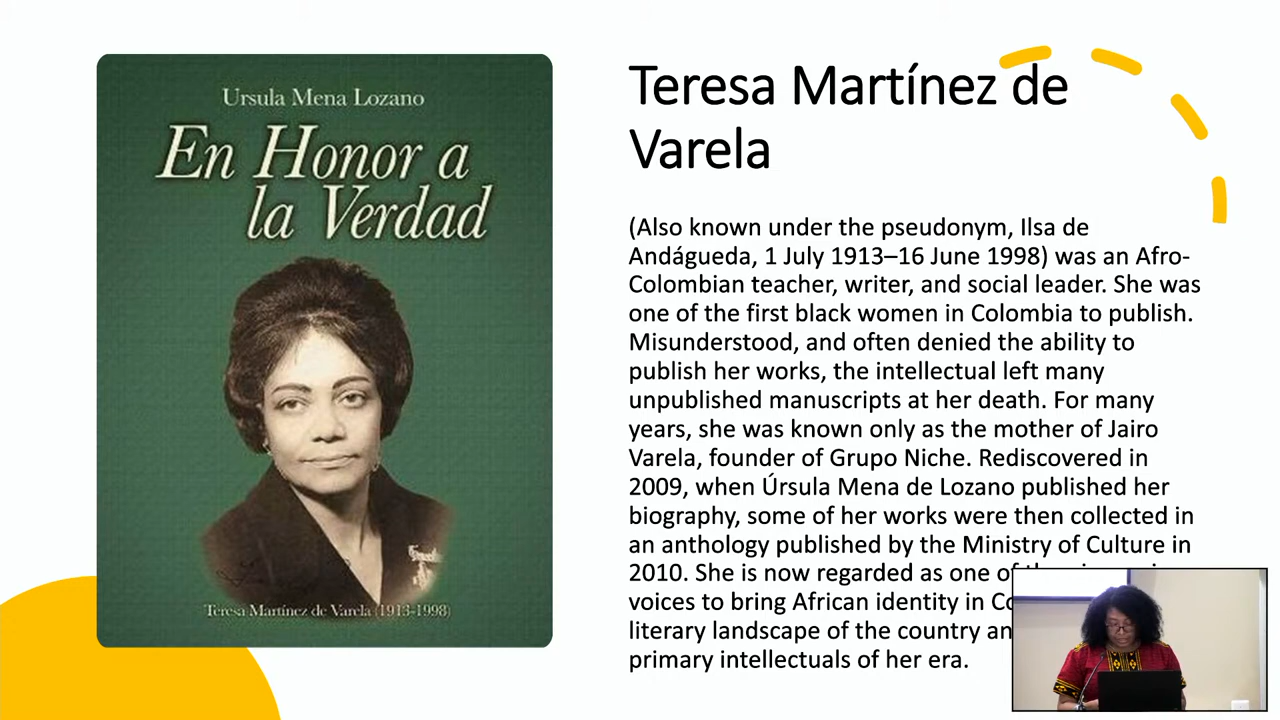 Ursula Mena Lozano
En Honor a
la Verdad
Teresa Martínez de Varela (1913-1998)
Teresa Martínez de
Varela
(Also known under the pseudonym, Ilsa de
Andágueda, 1 July 1913–16 June 1998) was an Afro-
Colombian teacher, writer, and social leader. She was
one of the first black women in Colombia to publish.
Misunderstood, and often denied the ability to
publish her works, the intellectual left many
unpublished manuscripts at her death. For many
years, she was known only as the mother of Jairo
Varela, founder of Grupo Niche. Rediscovered in
2009, when Úrsula Mena de Lozano published her
biography, some of her works were then collected in
an anthology published by the Ministry of Culture in
2010. She is now regarded as one of
voices to bring African identity in
literary landscape of the country
primary intellectuals of her era.